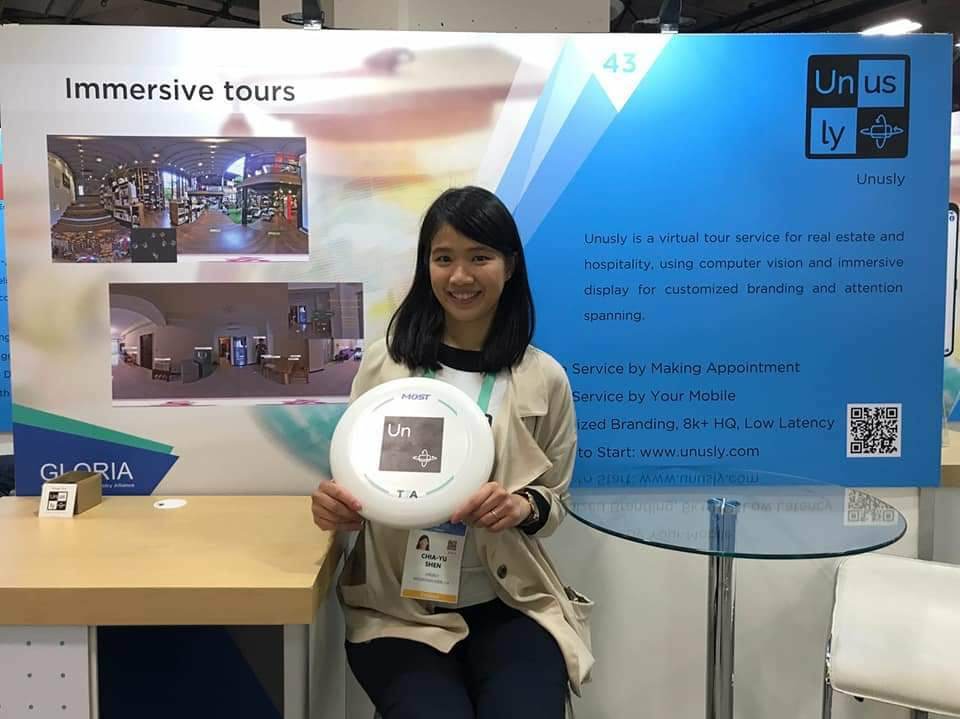 Immersive tours
43
Un us
ly
Unusly
Unusly is a virtual tour service for real estate and
hospitality, using computer vision and immersive
display for customized branding and attention
spanning.
Service by Making Appointment
Service by Your Mobile
ized Branding, 8k+ HQ, Low Latency
to Start: www.unusly.com
GLORIA
MOST
Un
TTA
CHIA-YU
SHEN